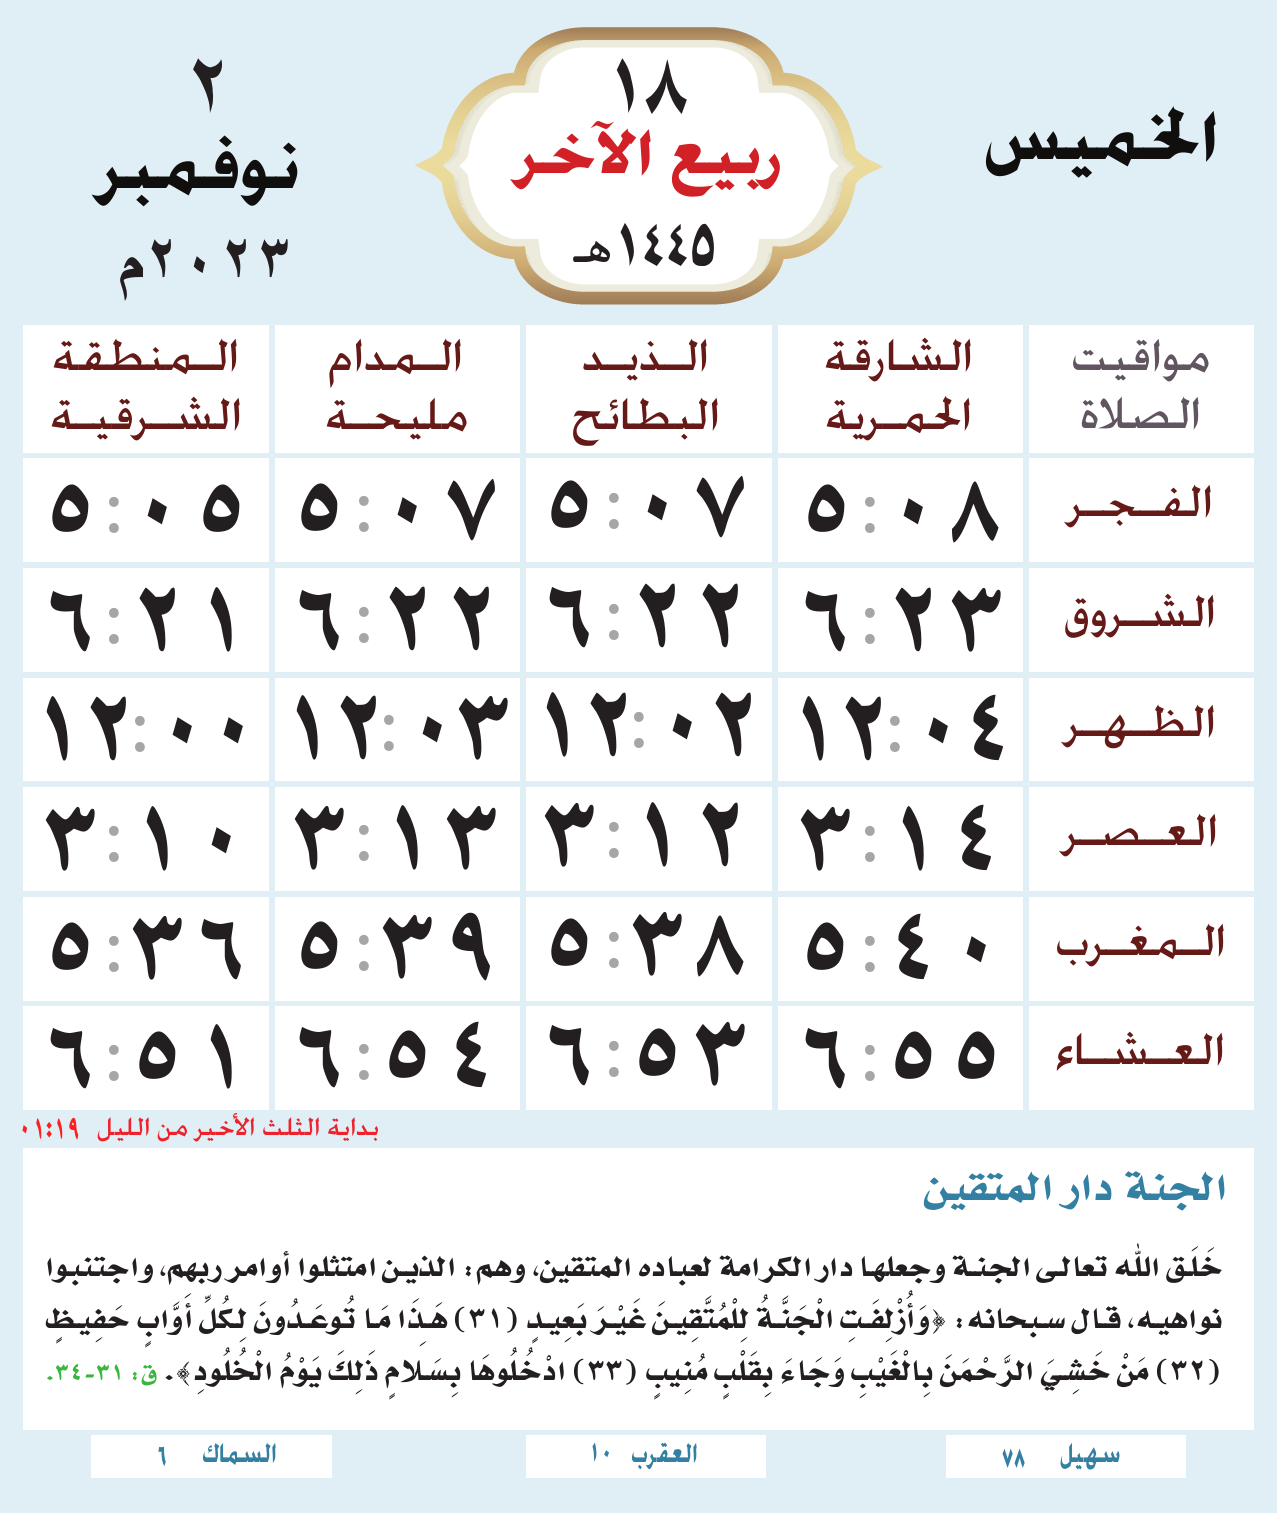 الخميس
١٨
ربيع الآخر
١٤٤٥هـ
٢
نوفمبر
٢٠٢٣م
مواقيت الصلاة الشارقة الحمرية الذيد البطائح المدام مليحة المنطقة الشرقية
الفجر ٥:٠٨ ٥:٠٧ ٥:٠٧ ٥:٠٥
الشروق ٦:٢٣ ٦:٢٢ ٦:٢٢ ٦:٢١
الظهر ١٢:٠٤ ١٢:٠٢ ١٢:٠٣ ١٢:٠٠
العصر ٣:١٤ ٣:١٢ ٣:١٣ ٣:١٠
المغرب ٥:٤٠ ٥:٣٨ ٥:٣٩ ٥:٣٦
العشاء ٦:٥٥ ٦:٥٣ ٦:٥٤ ٦:٥١
بداية الثلث الأخير من الليل ٠١:١٩
الجنة دار المتقين
خَلَق الله تعالى الجنة وجعلها دار الكرامة لعباده المتقين، وهم: الذين امتثلوا أوامر ربهم، واجتنبوا
نواهيه، قال سبحانه: ﴿وَأُزْلِفَتِ الْجَنَّةُ لِلْمُتَّقِينَ غَيْرَ بَعِيدٍ (٣١) هَذَا مَا تُوعَدُونَ لِكُلِّ أَوَّابٍ حَفِيظٍ
(٣٢) مَنْ خَشِيَ الرَّحْمَنَ بِالْغَيْبِ وَجَاءَ بِقَلْبٍ مُنِيبٍ (٣٣) ادْخُلُوهَا بِسَلَامٍ ذَلِكَ يَوْمُ الْخُلُودِ﴾. ق: ٣١-٣٤.
سهيل ٧٨
العقرب ١٠
السماك ٦